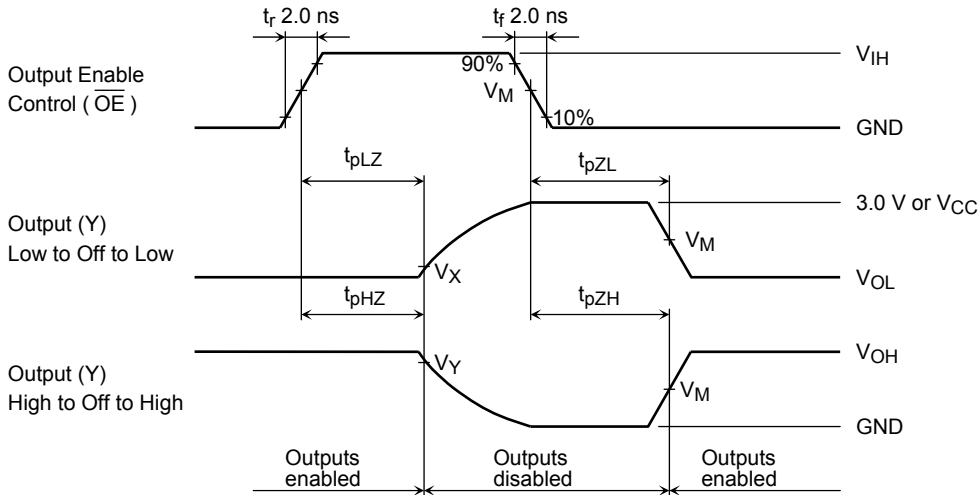 tr 2.0 ns
tf 2.0 ns
Output Enable
Control ( OE )
90%
VM
10%
VIH
GND
tpLZ
tpZL
3.0 V or VCC
Output (Y)
Low to Off to Low
VX
VM
VOL
tpHZ
tpZH
Output (Y)
High to Off to High
VY
VM
VOH
GND
Outputs
enabled
Outputs
disabled
Outputs
enabled